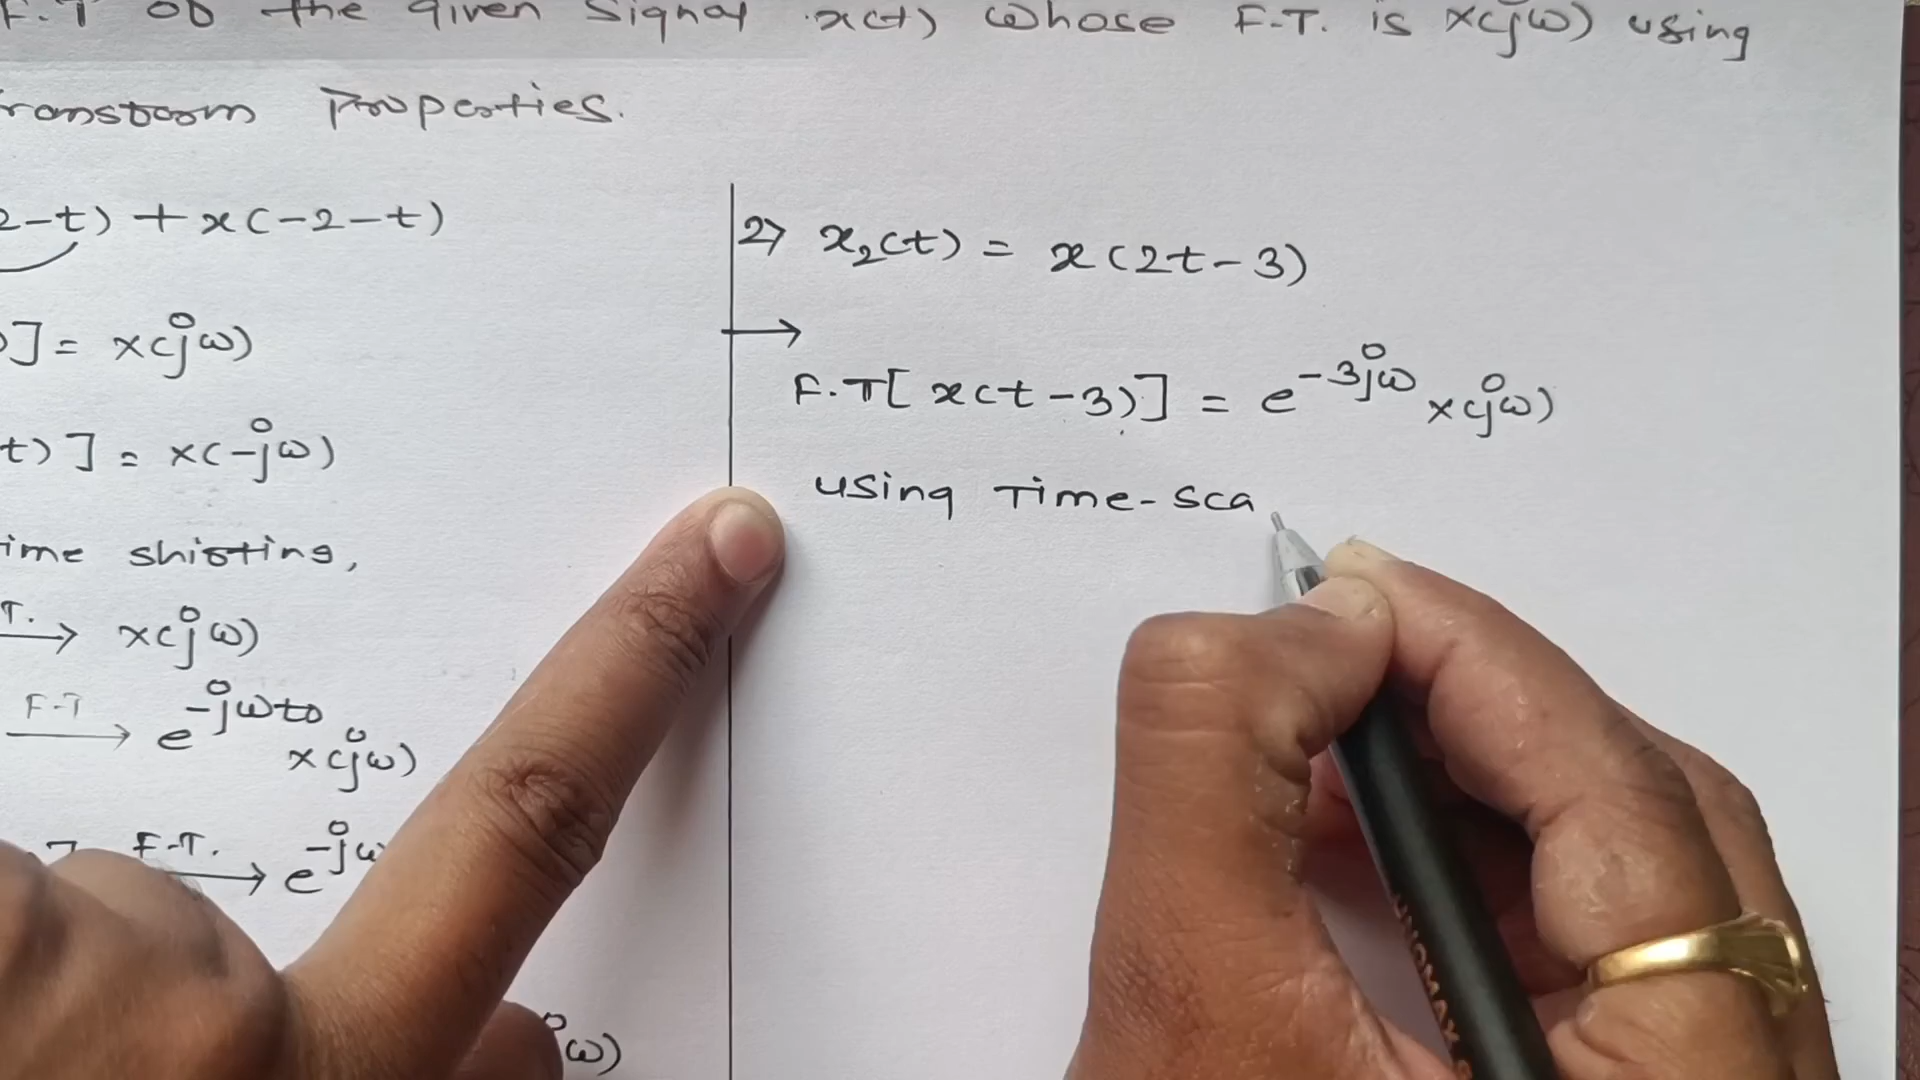 F.T of the given signal x(t) whose F.T. is X(jω) using
ransform Properties.
2-t) + x(-2-t)
] = X(jω)
t)] = X(-jω)
ime shifting,
T. → X(jω)
F.T → e^{-jωt0} X(jω)
F.T. → e^{-jω
jω)
2) x₂(t) = x(2t-3)
→
F.T[x(t-3)] = e^{-3jω} X(jω)
using Time-sca